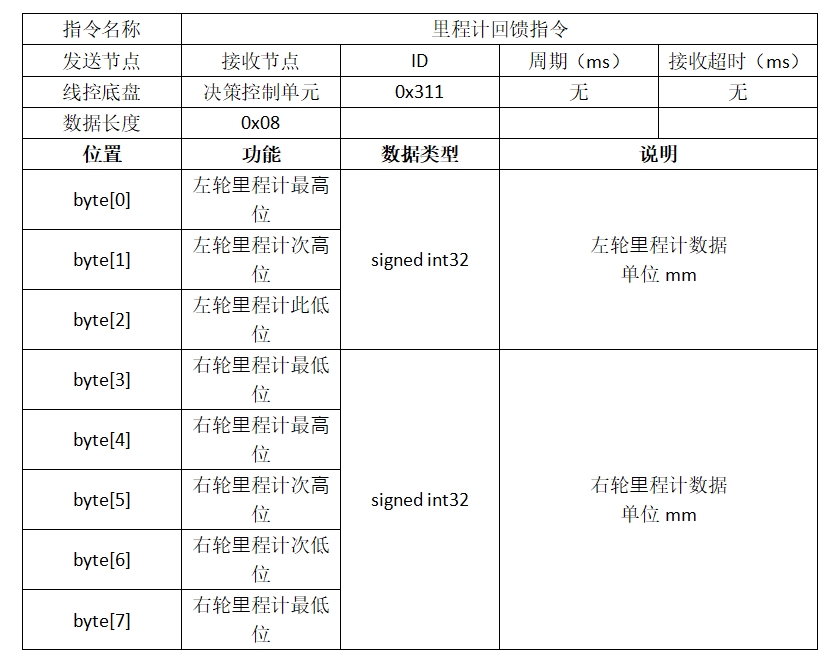 指令名称 里程计回馈指令
发送节点 接收节点 ID 周期（ms） 接收超时（ms）
线控底盘 决策控制单元 0x311 无 无
数据长度 0x08
位置 功能 数据类型 说明
byte[0] 左轮里程计最高
位
byte[1] 左轮里程计次高
位
byte[2] 左轮里程计此低
位
signed int32
左轮里程计数据
单位 mm
byte[3] 右轮里程计最低
位
byte[4] 右轮里程计最高
位
byte[5] 右轮里程计次高
位
byte[6] 右轮里程计次低
位
byte[7] 右轮里程计最低
位
signed int32
右轮里程计数据
单位 mm